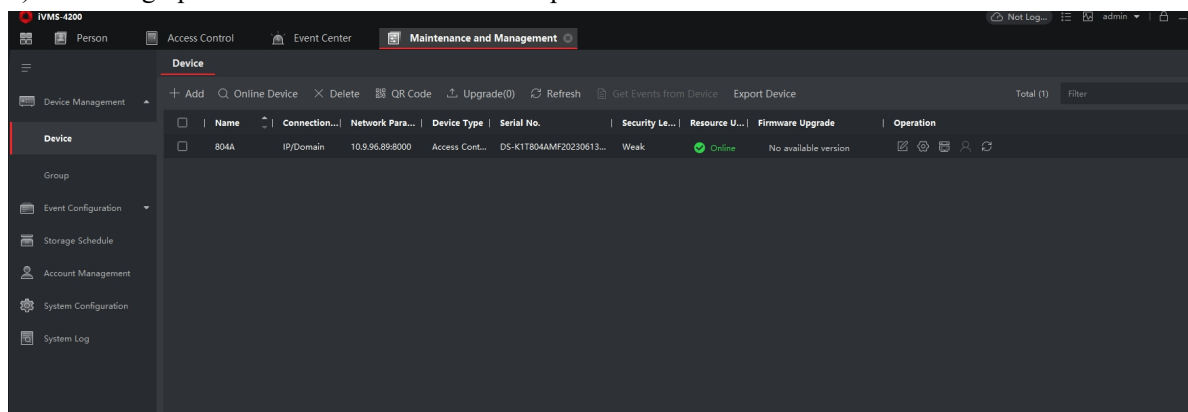 iVMS-4200
Not Log...
admin
Person
Access Control
Event Center
Maintenance and Management
Device
Device Management
Add
Online Device
Delete
QR Code
Upgrade(0)
Refresh
Get Events from Device
Export Device
Total (1)
Filter
Name
Connection...
Network Para...
Device Type
Serial No.
Security Le...
Resource U...
Firmware Upgrade
Operation
Device
804A
IP/Domain
10.9.96.89:8000
Access Cont...
DS-K1T804AMF20230613...
Weak
Online
No available version
Group
Event Configuration
Storage Schedule
Account Management
System Configuration
System Log